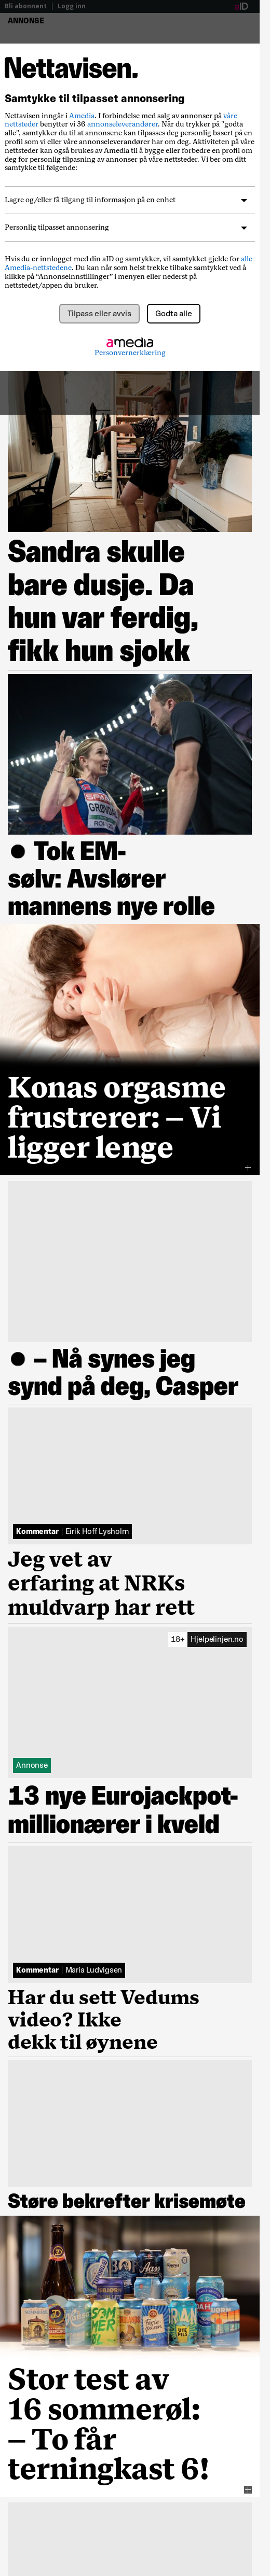 Bli abonnent | Logg inn
aID
ANNONSE
Nettavisen.
Samtykke til tilpasset annonsering
Nettavisen inngår i Amedia. I forbindelse med salg av annonser på våre
nettsteder benytter vi 36 annonseleverandører. Når du trykker på "godta
alle", samtykker du til at annonser kan tilpasses deg personlig basert på en
profil som vi eller våre annonseleverandører har om deg. Aktiviteten på våre
nettsteder kan også brukes av Amedia til å bygge eller forbedre en profil om
deg for personlig tilpasning av annonser på våre nettsteder. Vi ber om ditt
samtykke til følgende:
Lagre og/eller få tilgang til informasjon på en enhet
Personlig tilpasset annonsering
Hvis du er innlogget med din aID og samtykker, vil samtykket gjelde for alle
Amedia-nettstedene. Du kan når som helst trekke tilbake samtykket ved å
klikke på “Annonseinnstillinger” i menyen eller nederst på
nettstedet/appen du bruker.
Tilpass eller avvis
Godta alle
amedia
Personvernerklæring
Sandra skulle
bare dusje. Da
hun var ferdig,
fikk hun sjokk
GRØVDAL
● Tok EM-
sølv: Avslører
mannens nye rolle
Konas orgasme
frustrerer: – Vi
ligger lenge
● – Nå synes jeg
synd på deg, Casper
Kommentar | Eirik Hoff Lysholm
Jeg vet av
erfaring at NRKs
muldvarp har rett
18+ Hjelpelinjen.no
Annonse
13 nye Eurojackpot-
millionærer i kveld
Kommentar | Maria Ludvigsen
Har du sett Vedums
video? Ikke
dekk til øynene
Støre bekrefter krisemøte
Stor test av
16 sommerøl:
– To får
terningkast 6!